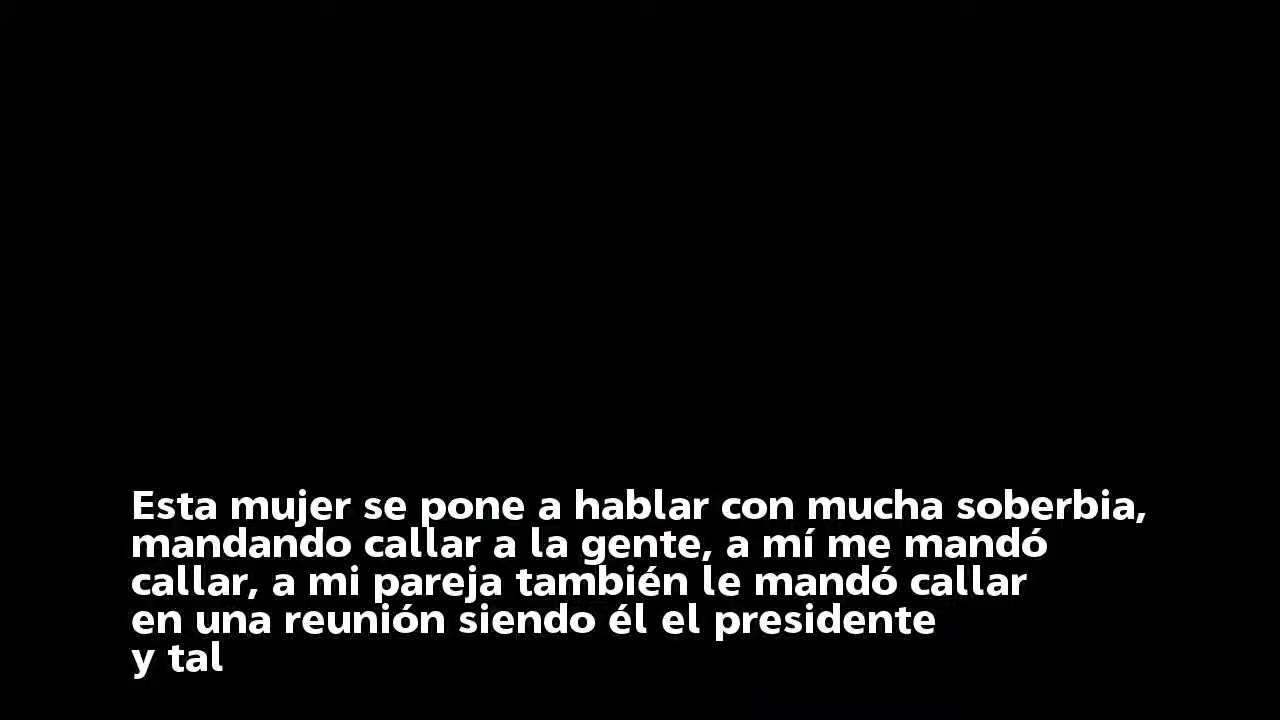 Esta mujer se pone a hablar con mucha soberbia,
mandando callar a la gente, a mí me mandó
callar, a mi pareja también le mandó callar
en una reunión siendo él el presidente
y tal